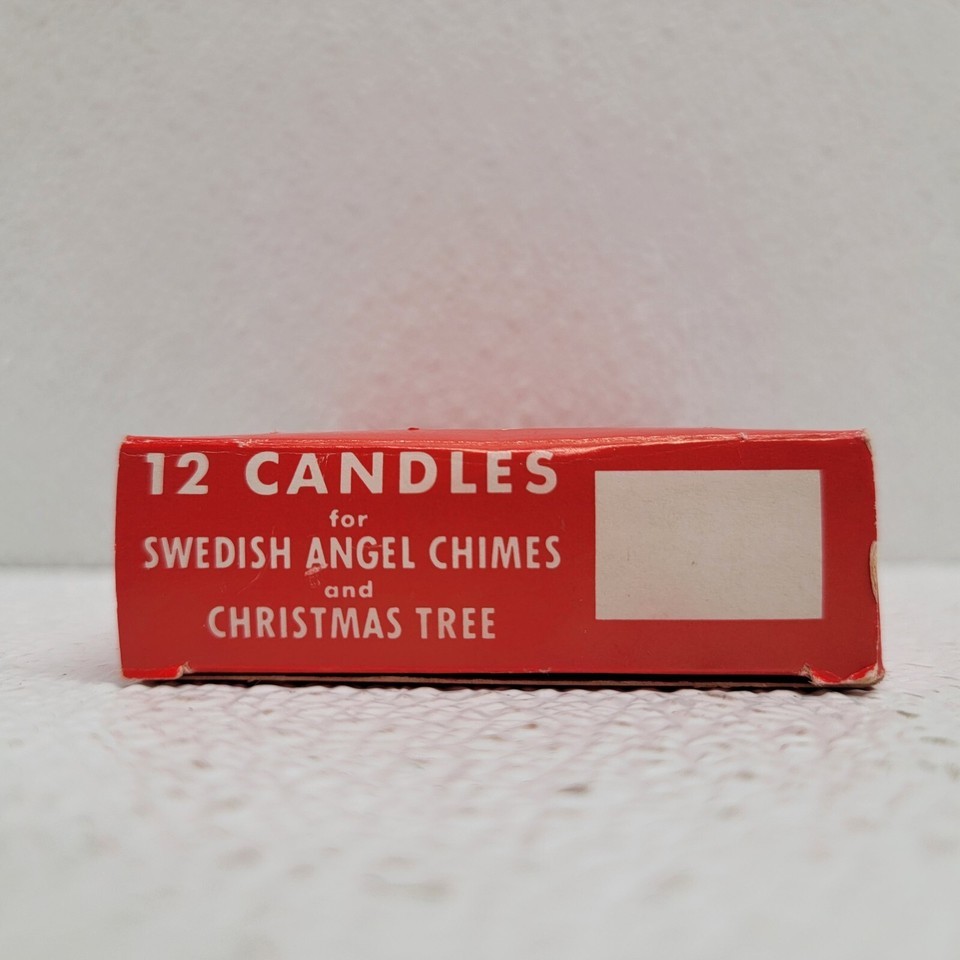 12 CANDLES
for
SWEDISH ANGEL CHIMES
and
CHRISTMAS TREE